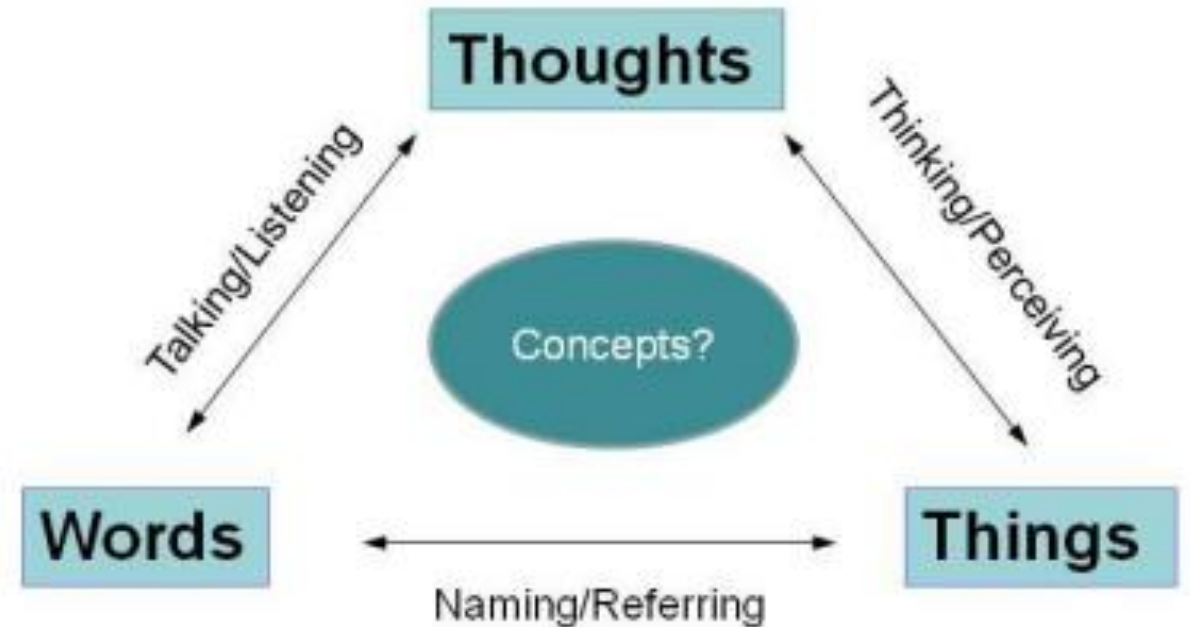 Thoughts
Talking/Listening
Thinking/Perceiving
Concepts?
Words
Things
Naming/Referring